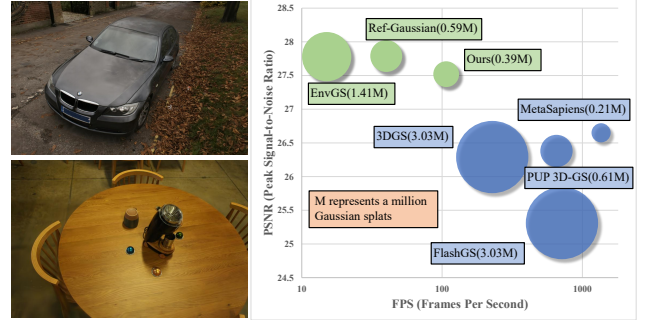 28.5
28
27.5
27
26.5
26
25.5
25
24.5
PSNR (Peak Signal-to-Noise Ratio)
Ref-Gaussian(0.59M)
Ours(0.39M)
EnvGS(1.41M)
MetaSapiens(0.21M)
3DGS(3.03M)
PUP 3D-GS(0.61M)
M represents a million
Gaussian splats
FlashGS(3.03M)
10
100
1000
FPS (Frames Per Second)